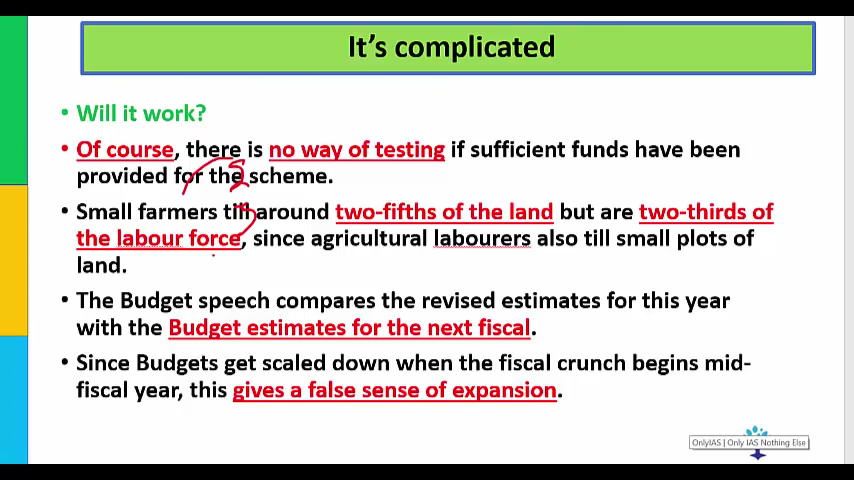 It's complicated
• Will it work?
• Of course, there is no way of testing if sufficient funds have been
provided for the scheme.
• Small farmers till around two-fifths of the land but are two-thirds of
the labour force, since agricultural labourers also till small plots of
land.
• The Budget speech compares the revised estimates for this year
with the Budget estimates for the next fiscal.
• Since Budgets get scaled down when the fiscal crunch begins mid-
fiscal year, this gives a false sense of expansion.
OnlyIAS | Only IAS Nothing Else